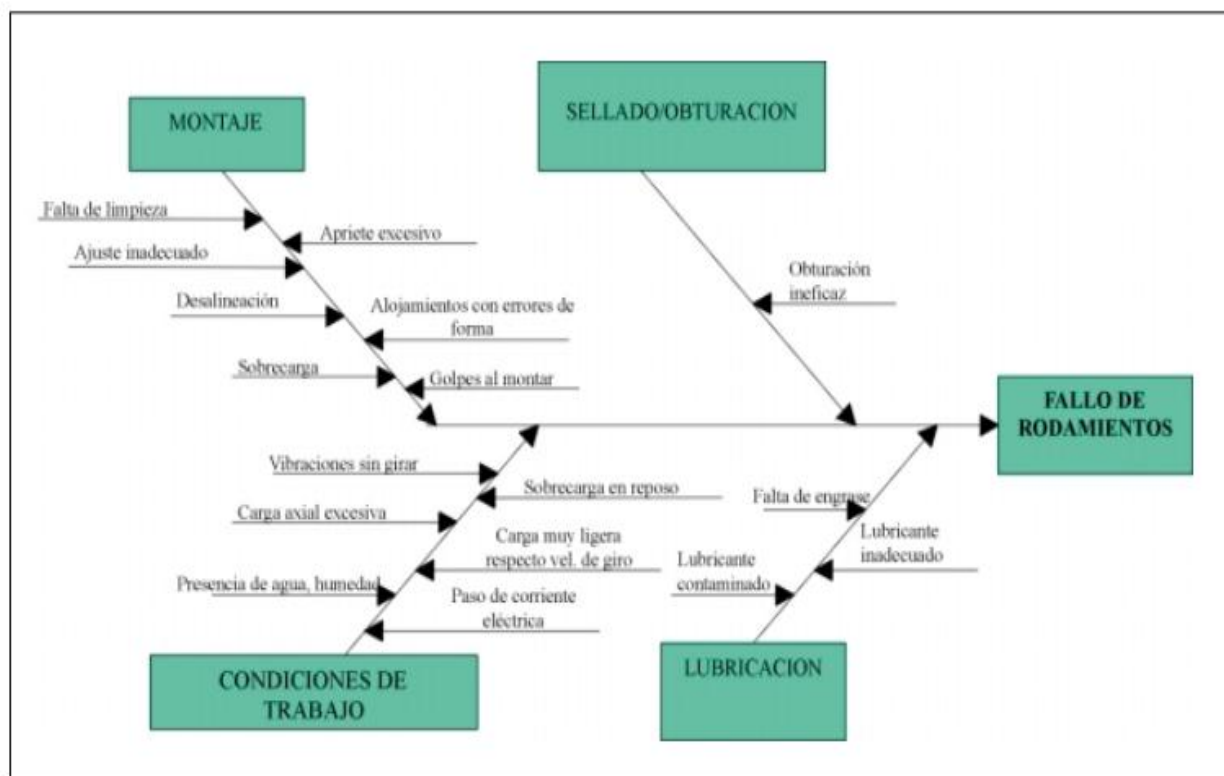 MONTAJE
SELLADO/OBTURACION
Falta de limpieza
Apriete excesivo
Ajuste inadecuado
Obturación
ineficaz
Desalineación
Alojamientos con errores de
forma
Sobrecarga
Golpes al montar
FALLO DE
RODAMIENTOS
Vibraciones sin girar
Sobrecarga en reposo
Falta de engrase
Carga axial excesiva
Carga muy ligera
respecto vel. de giro
Lubricante
inadecuado
Lubricante
contaminado
Presencia de agua, humedad
Paso de corriente
eléctrica
CONDICIONES DE
TRABAJO
LUBRICACION